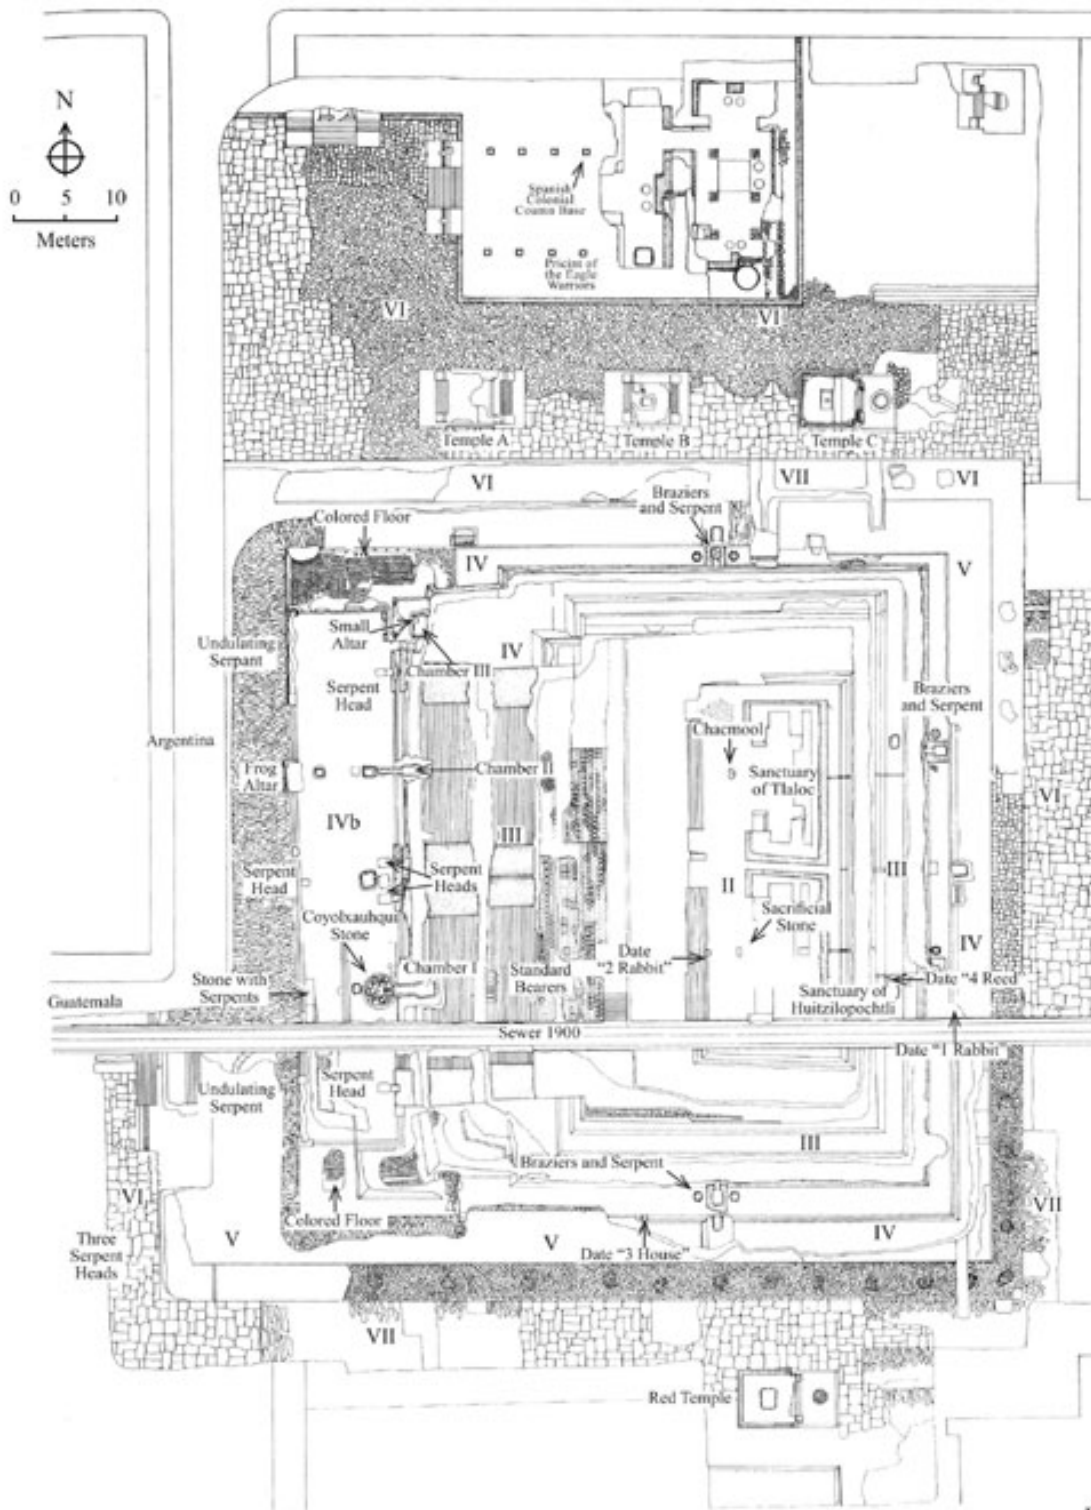 N
0 5 10
Meters
Spanish
Colonial
Coumn Base
Pricint of
the Eagle
Warriors
VI
VI
Temple A
Temple B
Temple C
VI
VII
VI
Braziers
and Serpent
Colored Floor
IV
V
Small
Altar
Undulating
Serpant
IV
Chamber III
Serpent
Head
Braziers
and Serpent
Argentina
Chacmool
Frog
Altar
Chamber II
Sanctuary
of Tlaloc
VI
IVb
III
Serpent
Heads
Serpent
Head
II
III
Coyolxauhqui
Stone
Sacrificial
Stone
Date
"2 Rabbit"
IV
Chamber I
Standard
Bearers
Stone with
Serpents
Date "4 Reed"
Guatemala
Sanctuary of
Huitzilopochtli
Sewer 1900
Date "1 Rabbit"
Serpent
Head
Undulating
Serpent
III
Braziers and Serpent
VI
VII
Colored Floor
V
V
IV
Three
Serpent
Heads
Date "3 House"
VII
Red Temple